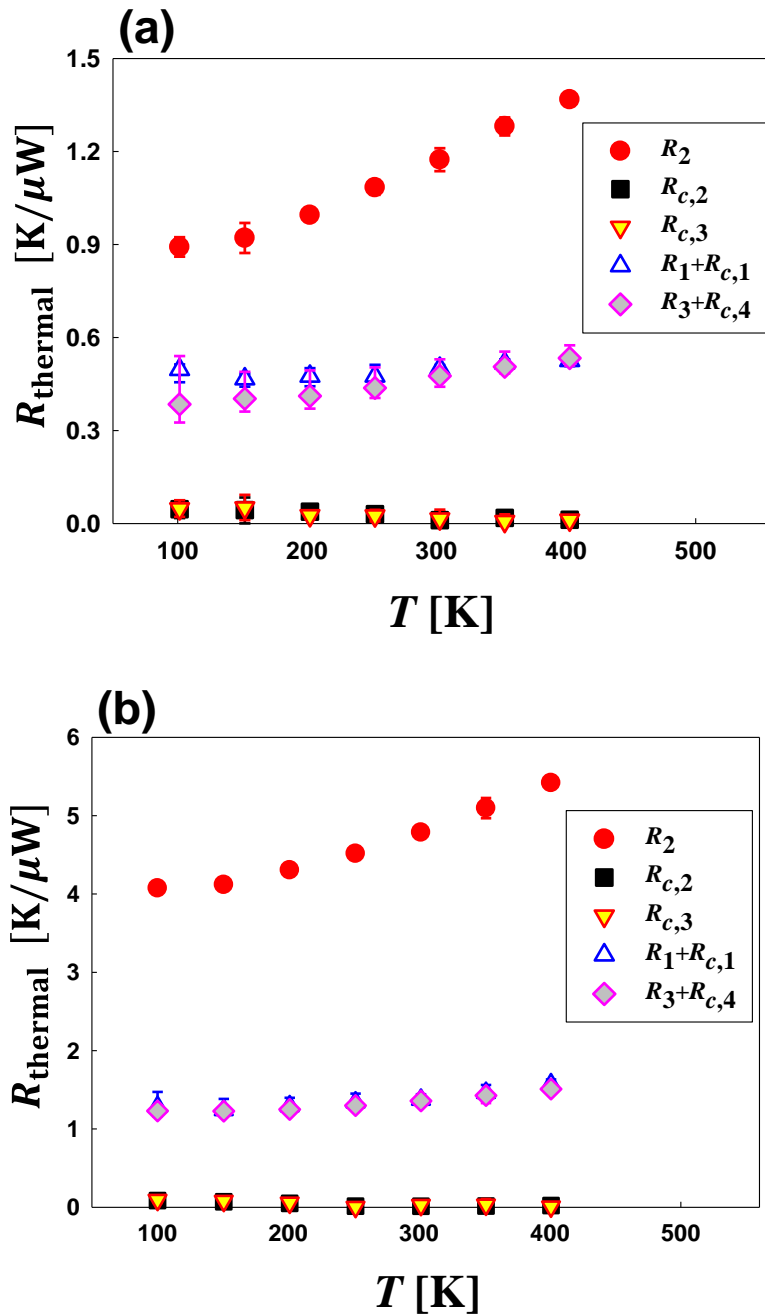 (a)
1.5
1.2
0.9
0.6
0.3
0.0
R_thermal [K/μW]
R_2
R_c,2
R_c,3
R_1+R_c,1
R_3+R_c,4
100 200 300 400 500
T [K]
(b)
6
5
4
3
2
1
0
R_thermal [K/μW]
R_2
R_c,2
R_c,3
R_1+R_c,1
R_3+R_c,4
100 200 300 400 500
T [K]